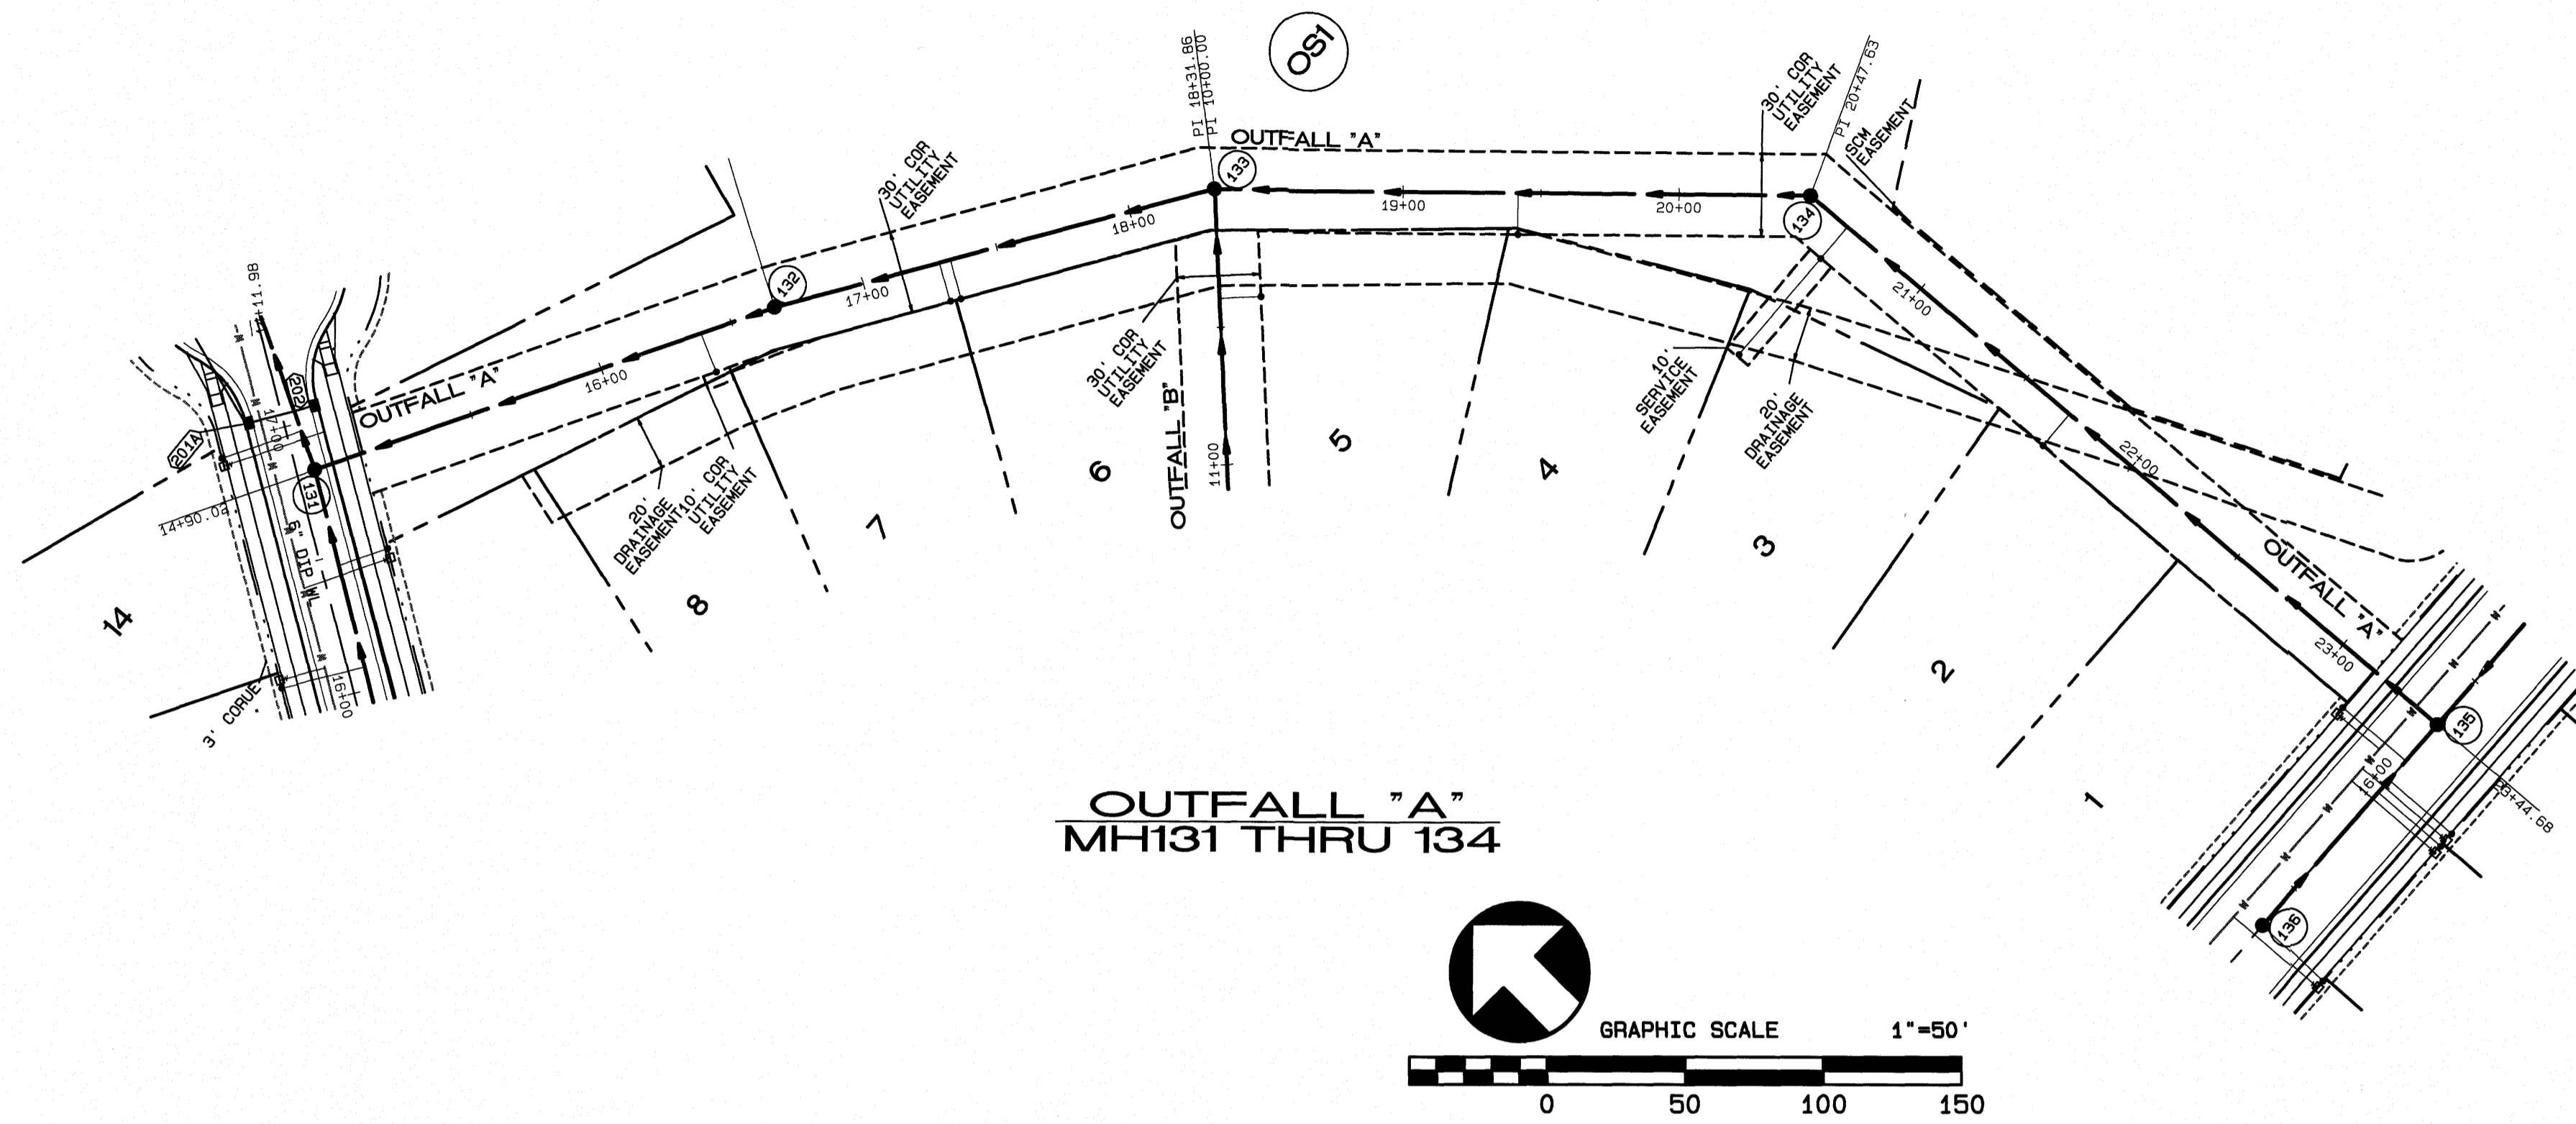 OS1
PI 18+31.86
PI 10+00.00
OUTFALL "A"
133
30' COR
UTILITY
EASEMENT
PI 20+47.63
SCM
EASEMENT
134
19+00
20+00
30' COR
UTILITY
EASEMENT
18+00
132
17+00
21+00
OUTFALL "A"
16+00
202
17+00
201A
131
14+90.02
6" DIP WL
16+00
3' CORUE
14
20'
DRAINAGE
EASEMENT
10' COR
UTILITY
EASEMENT
8
7
6
30' COR
UTILITY
EASEMENT
OUTFALL "B"
11+00
5
4
10'
SERVICE
EASEMENT
20'
DRAINAGE
EASEMENT
3
2
1
22+00
OUTFALL "A"
23+00
135
23+44.68
16+00
136
W
OUTFALL "A"
MH131 THRU 134
GRAPHIC SCALE 1"=50'
0 50 100 150